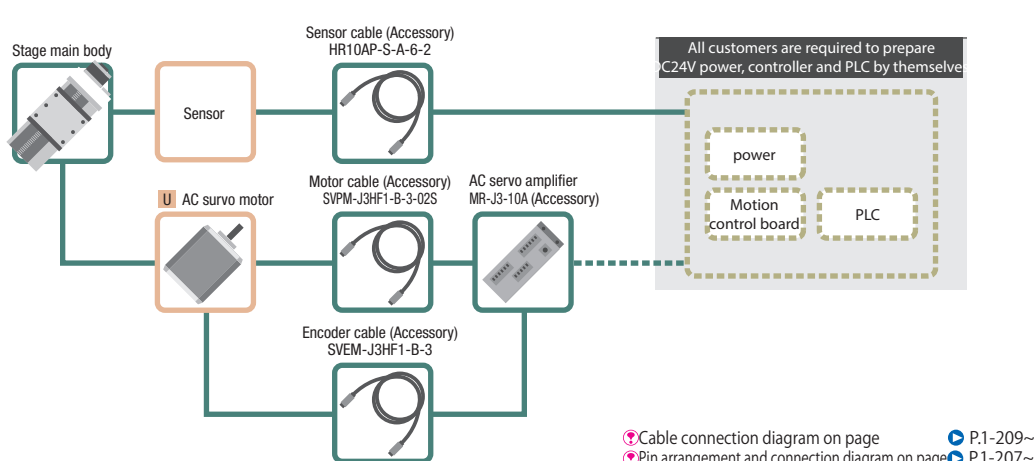 Stage main body
Sensor
Sensor cable (Accessory)
HR10AP-S-A-6-2
All customers are required to prepare
DC24V power, controller and PLC by themselves
power
Motion
control board
PLC
U AC survo motor
Motor cable (Accessory)
SVPM-J3HF1-B-3-02S
AC servo amplifier
MR-J3-10A (Accessory)
Encoder cable (Accessory)
SVEM-J3HF1-B-3
Cable connection diagram on page P.1-209~
Pin arrangement and connection diagram on page P.1-207~